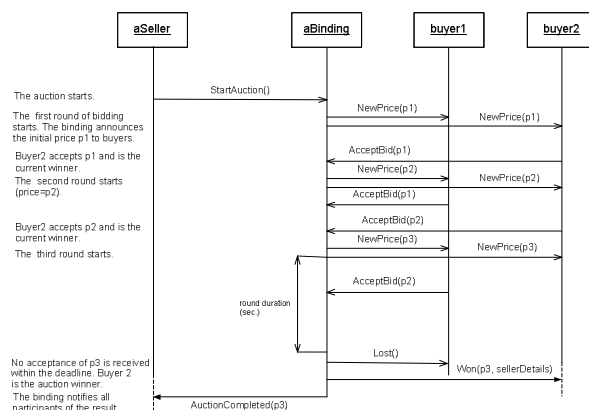 aSeller
aBinding
buyer1
buyer2
The auction starts.
StartAuction()
The first round of bidding
starts. The binding announces
the initial price p1 to buyers.
NewPrice(p1)
NewPrice(p1)
Buyer2 accepts p1 and is the
current winner.
AcceptBid(p1)
The second round starts
(price=p2).
NewPrice(p2)
NewPrice(p2)
AcceptBid(p1)
Buyer2 accepts p2 and is the
current winner.
AcceptBid(p2)
The third round starts.
NewPrice(p3)
NewPrice(p3)
AcceptBid(p2)
round duration
(sec.)
No acceptance of p3 is received
within the deadline. Buyer 2
is the auction winner.
Lost()
Won(p3, sellerDetails)
The binding notifies all
participants of the result
AuctionCompleted(p3)